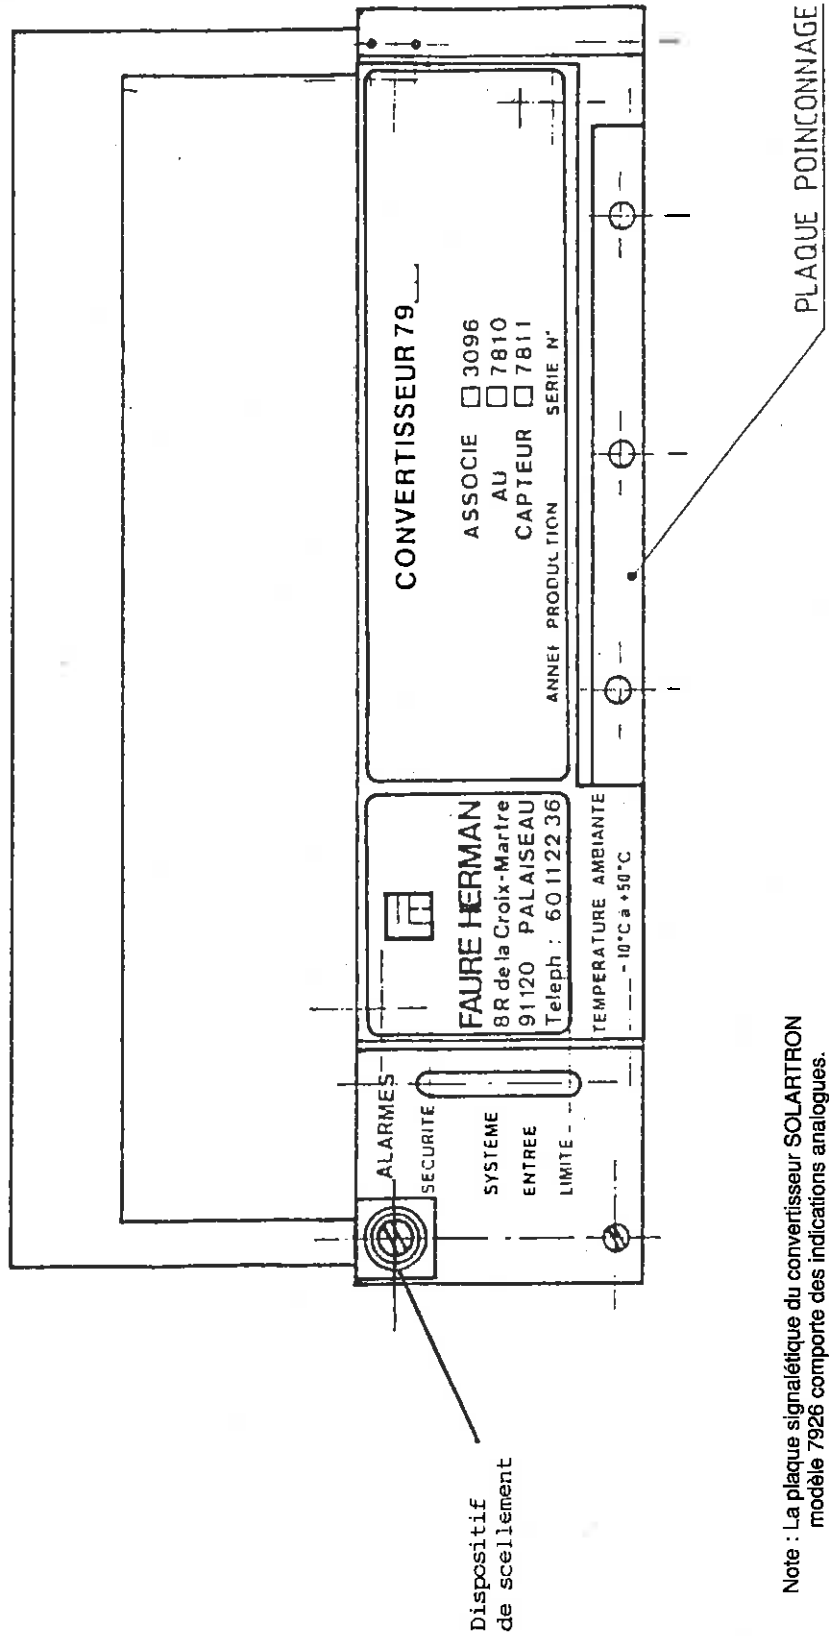 PLAQUE POINCONNAGE
CONVERTISSEUR 79__
ASSOCIE □ 3096
AU □ 7810
CAPTEUR □ 7811
ANNEE PRODUCTION SERIE N°
FAURE HERMAN
8 R de la Croix-Martre
91120 PALAISEAU
Teleph : 60 11 22 36
TEMPERATURE AMBIANTE
- 10°C à +50°C
ALARMES
SECURITE
SYSTEME
ENTREE
LIMITE
Dispositif
de scellement
Note : La plaque signalétique du convertisseur SOLARTRON
modèle 7926 comporte des indications analogues.